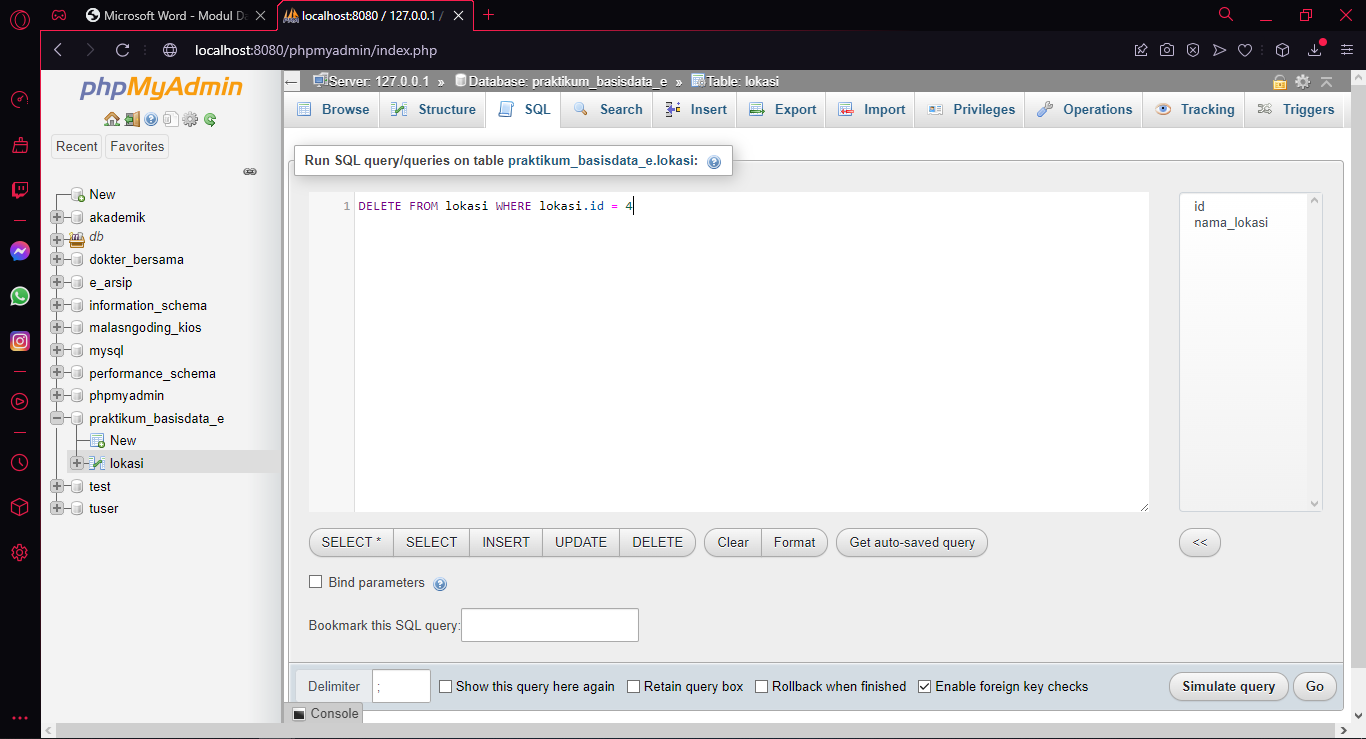 Microsoft Word - Modul Da
localhost:8080 / 127.0.0.1 /
localhost:8080/phpmyadmin/index.php
phpMyAdmin
Recent
Favorites
New
akademik
db
dokter_bersama
e_arsip
information_schema
malasngoding_kios
mysql
performance_schema
phpmyadmin
praktikum_basisdata_e
New
lokasi
test
tuser
Server: 127.0.0.1 » Database: praktikum_basisdata_e » Table: lokasi
Browse
Structure
SQL
Search
Insert
Export
Import
Privileges
Operations
Tracking
Triggers
Run SQL query/queries on table praktikum_basisdata_e.lokasi:
1 DELETE FROM lokasi WHERE lokasi.id = 4
id
nama_lokasi
SELECT *
SELECT
INSERT
UPDATE
DELETE
Clear
Format
Get auto-saved query
<<
Bind parameters
Bookmark this SQL query:
Delimiter
;
Show this query here again
Retain query box
Rollback when finished
Enable foreign key checks
Simulate query
Go
Console